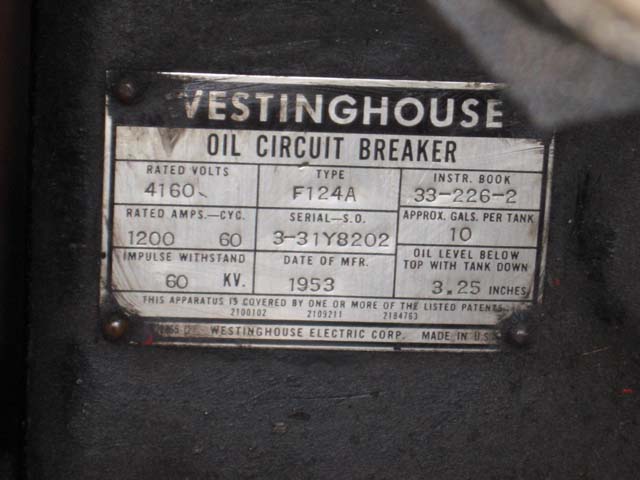 WESTINGHOUSE
OIL CIRCUIT BREAKER
RATED VOLTS TYPE INSTR. BOOK
4160 F124A 33-226-2
RATED AMPS.—CYC. SERIAL—S.O. APPROX. GALS. PER TANK
1200 60 3-31Y8202 10
IMPULSE WITHSTAND DATE OF MFR. OIL LEVEL BELOW
TOP WITH TANK DOWN
60 KV. 1953 3.25 INCHES
THIS APPARATUS IS COVERED BY ONE OR MORE OF THE LISTED PATENTS
2100102 2109211 2184763
WESTINGHOUSE ELECTRIC CORP. MADE IN U.S.